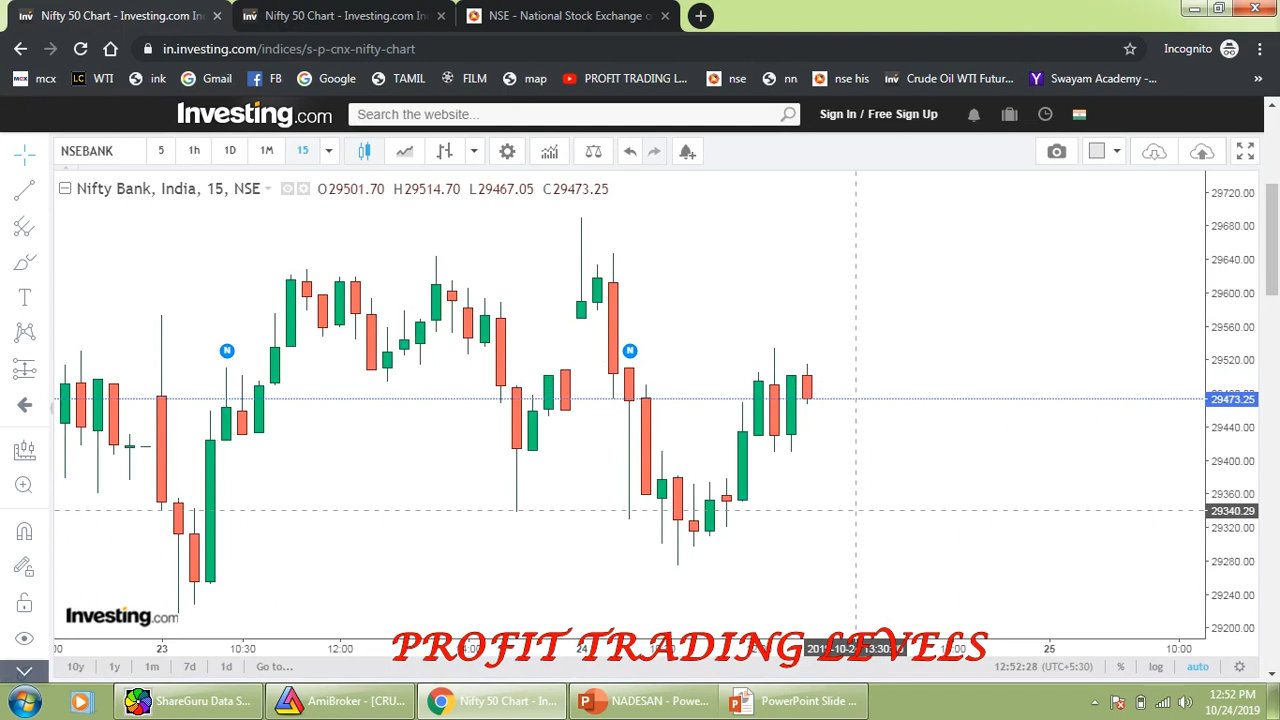 Nifty 50 Chart - Investing.com In
Nifty 50 Chart - Investing.com In
NSE - National Stock Exchange o
in.investing.com/indices/s-p-cnx-nifty-chart
Incognito
mcx
WTI
ink
Gmail
FB
Google
TAMIL
FILM
map
PROFIT TRADING L...
nse
nn
nse his
Crude Oil WTI Futur...
Swayam Academy -...
Investing.com
Search the website...
Sign In / Free Sign Up
NSEBANK
5
1h
1D
1M
15
Nifty Bank, India, 15, NSE
O29501.70 H29514.70 L29467.05 C29473.25
29720.00
29680.00
29640.00
29600.00
29560.00
29520.00
29473.25
29440.00
29400.00
29360.00
29340.29
29320.00
29280.00
29240.00
29200.00
N
N
Investing.com
23
10:30
12:00
24
25
10:00
PROFIT TRADING LEVELS
10y
1y
1m
7d
1d
Go to...
12:52:28 (UTC+5:30)
%
log
auto
ShareGuru Data S...
AmiBroker - [CRU...
Nifty 50 Chart - In...
NADESAN - Powe...
PowerPoint Slide ...
12:52 PM
10/24/2019